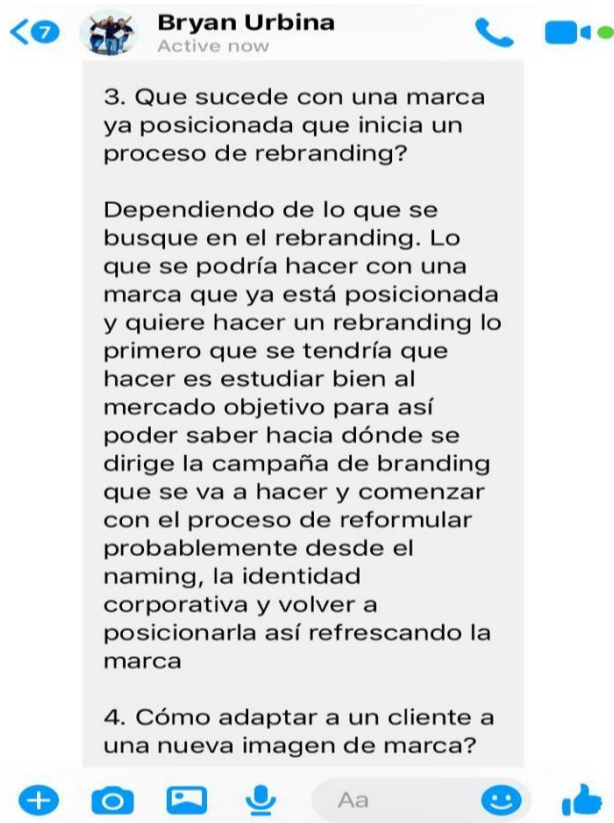 7
Bryan Urbina
Active now
3. Que sucede con una marca
ya posicionada que inicia un
proceso de rebranding?
Dependiendo de lo que se
busque en el rebranding. Lo
que se podría hacer con una
marca que ya está posicionada
y quiere hacer un rebranding lo
primero que se tendría que
hacer es estudiar bien al
mercado objetivo para así
poder saber hacia dónde se
dirige la campaña de branding
que se va a hacer y comenzar
con el proceso de reformular
probablemente desde el
naming, la identidad
corporativa y volver a
posicionarla así refrescando la
marca
4. Cómo adaptar a un cliente a
una nueva imagen de marca?
Aa